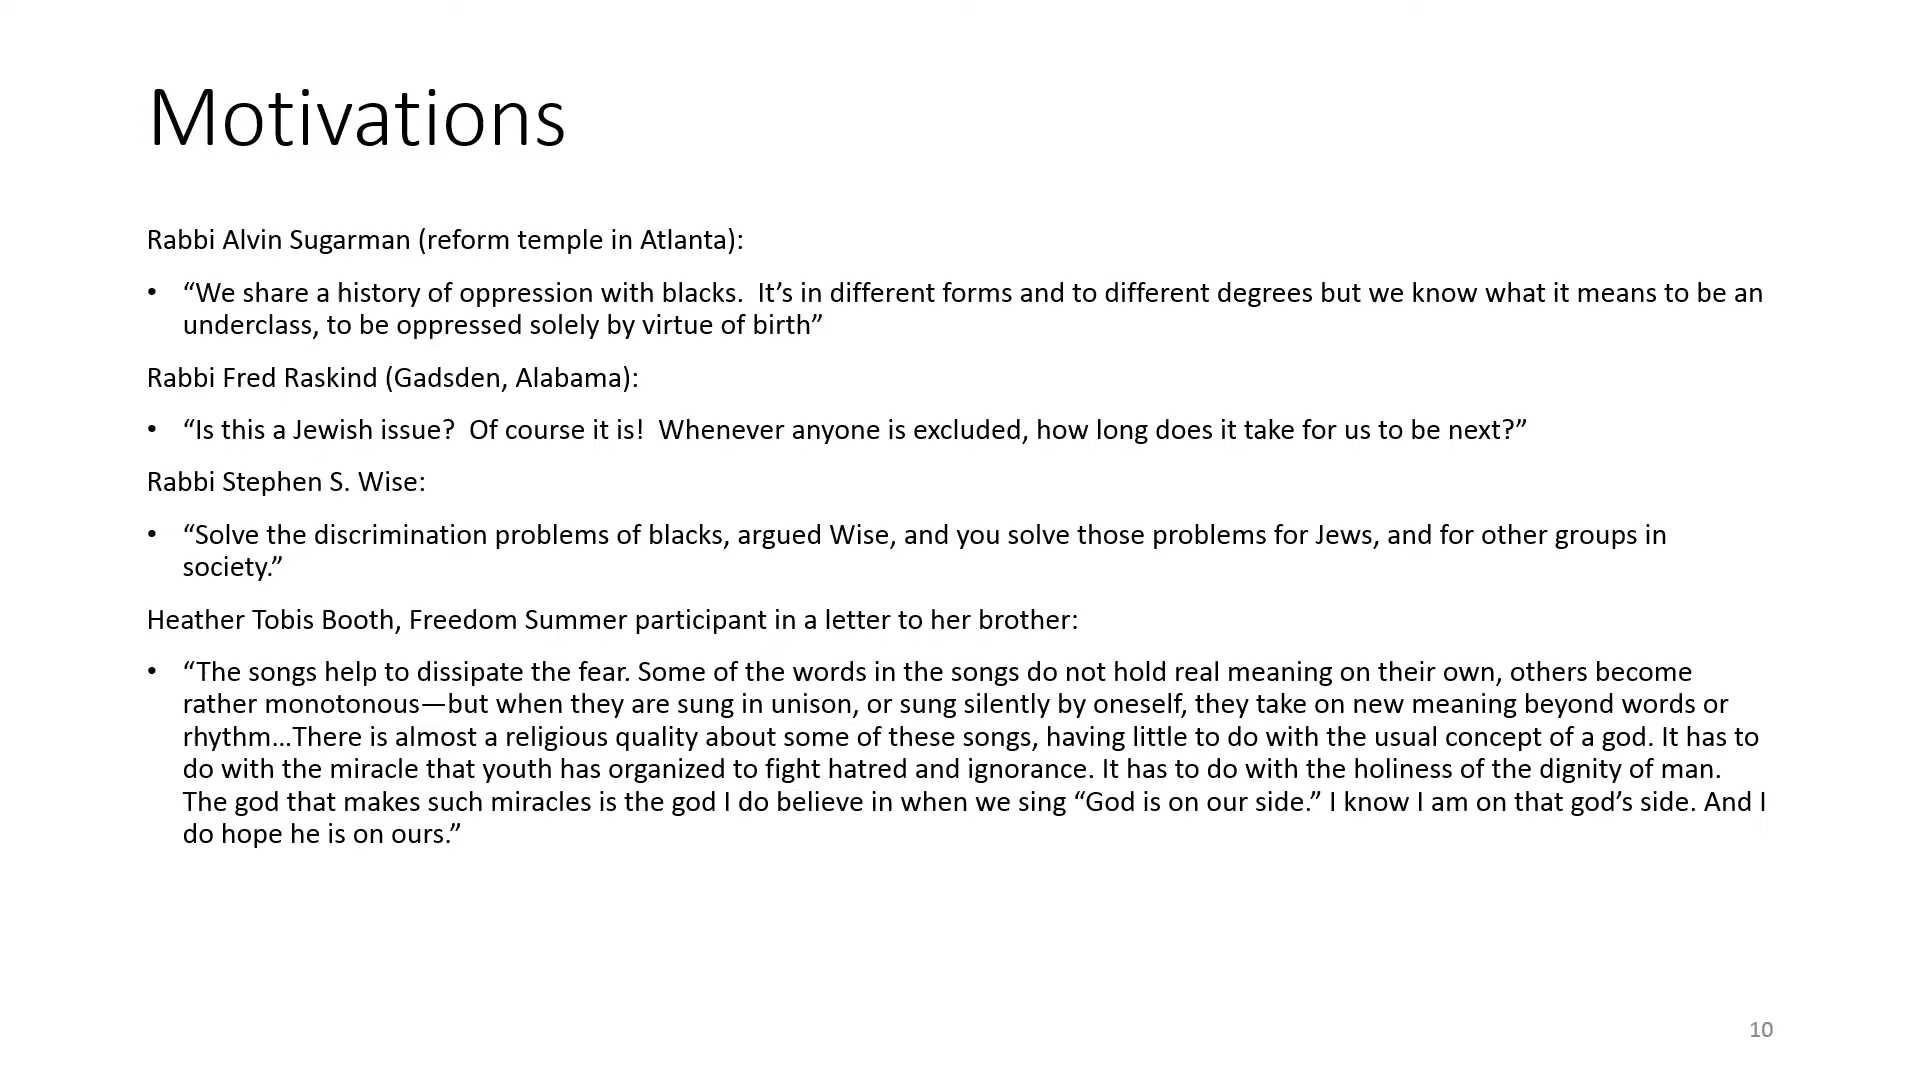 Motivations
Rabbi Alvin Sugarman (reform temple in Atlanta):
• “We share a history of oppression with blacks.  It’s in different forms and to different degrees but we know what it means to be an
underclass, to be oppressed solely by virtue of birth”
Rabbi Fred Raskind (Gadsden, Alabama):
• “Is this a Jewish issue?  Of course it is!  Whenever anyone is excluded, how long does it take for us to be next?”
Rabbi Stephen S. Wise:
• “Solve the discrimination problems of blacks, argued Wise, and you solve those problems for Jews, and for other groups in
society.”
Heather Tobis Booth, Freedom Summer participant in a letter to her brother:
• “The songs help to dissipate the fear. Some of the words in the songs do not hold real meaning on their own, others become
rather monotonous—but when they are sung in unison, or sung silently by oneself, they take on new meaning beyond words or
rhythm…There is almost a religious quality about some of these songs, having little to do with the usual concept of a god. It has to
do with the miracle that youth has organized to fight hatred and ignorance. It has to do with the holiness of the dignity of man.
The god that makes such miracles is the god I do believe in when we sing “God is on our side.” I know I am on that god’s side. And I
do hope he is on ours.”
10